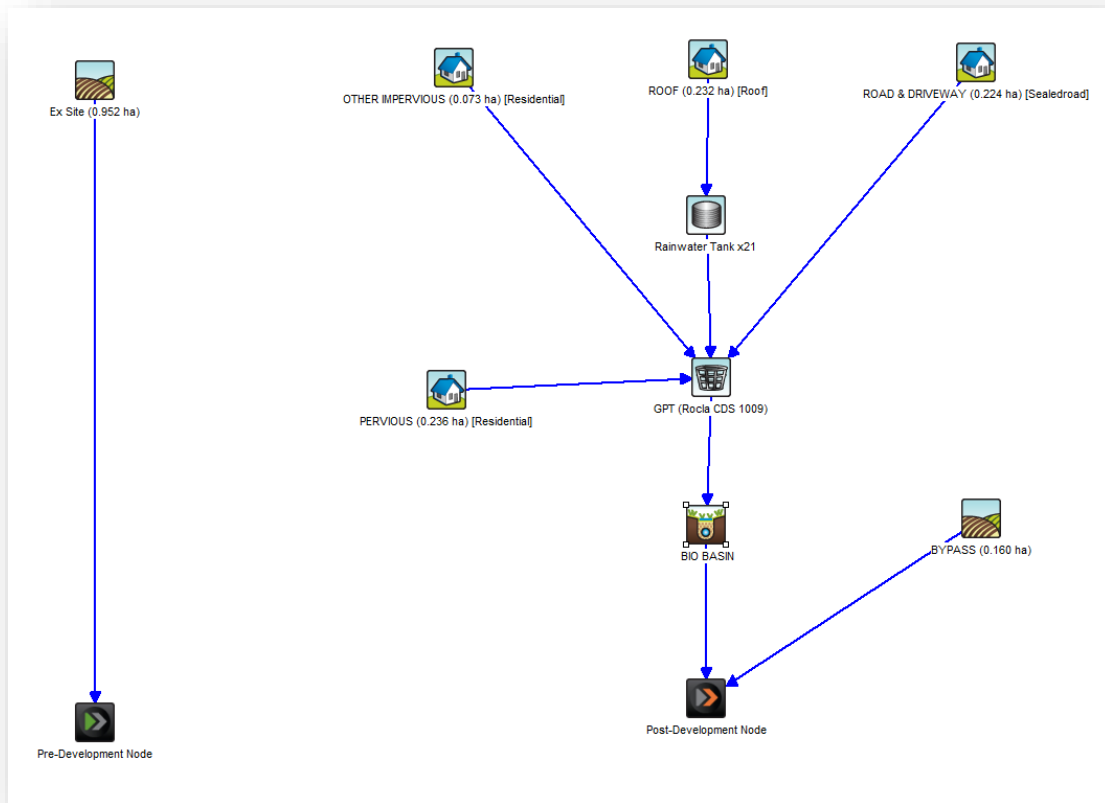 OTHER IMPERVIOUS (0.073 ha) [Residential]
ROOF (0.232 ha) [Roof]
ROAD & DRIVEWAY (0.224 ha) [Sealedroad]
Ex Site (0.952 ha)
Rainwater Tank x21
GPT (Rocla CDS 1009)
PERVIOUS (0.236 ha) [Residential]
BYPASS (0.160 ha)
BIO BASIN
Post-Development Node
Pre-Development Node